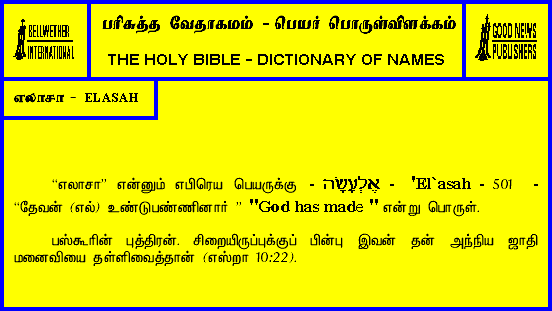 BELLWETHER
INTERNATIONAL
பரிசுத்த வேதாகமம் - பெயர் பொருள்விளக்கம்
THE HOLY BIBLE - DICTIONARY OF NAMES
GOOD NEWS
PUBLISHERS
எலாசா - ELASAH
“எலாசா” என்னும் எபிரெய பெயருக்கு - אֶלְעָשָׂה - 'El`asah - 501 -
“தேவன் (எல்) உண்டுபண்ணினார் ” "God has made " என்று பொருள்.
பஸ்கூரின் புத்திரன். சிறையிருப்புக்குப் பின்பு இவன் தன் அந்நிய ஜாதி
மனைவியை தள்ளிவைத்தான் (எஸ்றா 10:22).